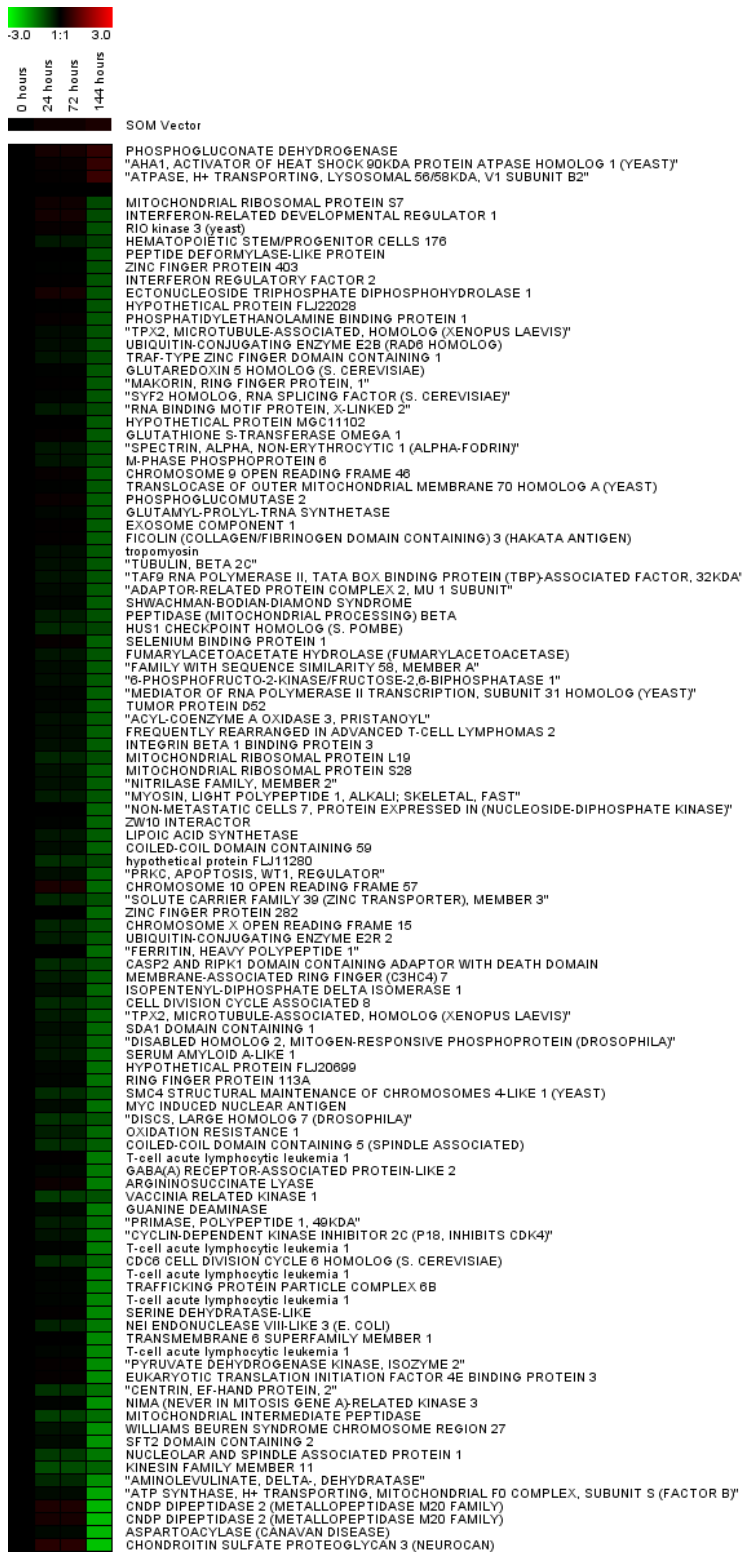 -3.0 1:1 3.0
0 hours
24 hours
72 hours
144 hours
SOM Vector
PHOSPHOGLUCONATE DEHYDROGENASE
"AHA1, ACTIVATOR OF HEAT SHOCK 90KDA PROTEIN ATPASE HOMOLOG 1 (YEAST)"
"ATPASE, H+ TRANSPORTING, LYSOSOMAL 56/58KDA, V1 SUBUNIT B2"
MITOCHONDRIAL RIBOSOMAL PROTEIN S7
INTERFERON-RELATED DEVELOPMENTAL REGULATOR 1
RIO kinase 3 (yeast)
HEMATOPOIETIC STEM/PROGENITOR CELLS 176
PEPTIDE DEFORMYLASE-LIKE PROTEIN
ZINC FINGER PROTEIN 403
INTERFERON REGULATORY FACTOR 2
ECTONUCLEOSIDE TRIPHOSPHATE DIPHOSPHOHYDROLASE 1
HYPOTHETICAL PROTEIN FLJ22028
PHOSPHATIDYLETHANOLAMINE BINDING PROTEIN 1
"TPX2, MICROTUBULE-ASSOCIATED, HOMOLOG (XENOPUS LAEVIS)"
UBIQUITIN-CONJUGATING ENZYME E2B (RAD6 HOMOLOG)
TRAF-TYPE ZINC FINGER DOMAIN CONTAINING 1
GLUTAREDOXIN 5 HOMOLOG (S. CEREVISIAE)
"MAKORIN, RING FINGER PROTEIN, 1"
"SYF2 HOMOLOG, RNA SPLICING FACTOR (S. CEREVISIAE)"
"RNA BINDING MOTIF PROTEIN, X-LINKED 2"
HYPOTHETICAL PROTEIN MGC11102
GLUTATHIONE S-TRANSFERASE OMEGA 1
"SPECTRIN, ALPHA, NON-ERYTHROCYTIC 1 (ALPHA-FODRIN)"
M-PHASE PHOSPHOPROTEIN 6
CHROMOSOME 9 OPEN READING FRAME 46
TRANSLOCASE OF OUTER MITOCHONDRIAL MEMBRANE 70 HOMOLOG A (YEAST)
PHOSPHOGLUCOMUTASE 2
GLUTAMYL-PROLYL-TRNA SYNTHETASE
EXOSOME COMPONENT 1
FICOLIN (COLLAGEN/FIBRINOGEN DOMAIN CONTAINING) 3 (HAKATA ANTIGEN)
tropomyosin
"TUBULIN, BETA 2C"
"TAF9 RNA POLYMERASE II, TATA BOX BINDING PROTEIN (TBP)-ASSOCIATED FACTOR, 32KDA"
"ADAPTOR-RELATED PROTEIN COMPLEX 2, MU 1 SUBUNIT"
SHWACHMAN-BODIAN-DIAMOND SYNDROME
PEPTIDASE (MITOCHONDRIAL PROCESSING) BETA
HUS1 CHECKPOINT HOMOLOG (S. POMBE)
SELENIUM BINDING PROTEIN 1
FUMARYLACETOACETATE HYDROLASE (FUMARYLACETOACETASE)
"FAMILY WITH SEQUENCE SIMILARITY 58, MEMBER A"
"6-PHOSPHOFRUCTO-2-KINASE/FRUCTOSE-2,6-BIPHOSPHATASE 1"
"MEDIATOR OF RNA POLYMERASE II TRANSCRIPTION, SUBUNIT 31 HOMOLOG (YEAST)"
TUMOR PROTEIN D52
"ACYL-COENZYME A OXIDASE 3, PRISTANOYL"
FREQUENTLY REARRANGED IN ADVANCED T-CELL LYMPHOMAS 2
INTEGRIN BETA 1 BINDING PROTEIN 3
MITOCHONDRIAL RIBOSOMAL PROTEIN L19
MITOCHONDRIAL RIBOSOMAL PROTEIN S28
"NITRILASE FAMILY, MEMBER 2"
"MYOSIN, LIGHT POLYPEPTIDE 1, ALKALI; SKELETAL, FAST"
"NON-METASTATIC CELLS 7, PROTEIN EXPRESSED IN (NUCLEOSIDE-DIPHOSPHATE KINASE)"
ZW10 INTERACTOR
LIPOIC ACID SYNTHETASE
COILED-COIL DOMAIN CONTAINING 59
hypothetical protein FLJ11280
"PRKC, APOPTOSIS, WT1, REGULATOR"
CHROMOSOME 10 OPEN READING FRAME 57
"SOLUTE CARRIER FAMILY 39 (ZINC TRANSPORTER), MEMBER 3"
ZINC FINGER PROTEIN 282
CHROMOSOME X OPEN READING FRAME 15
UBIQUITIN-CONJUGATING ENZYME E2R 2
"FERRITIN, HEAVY POLYPEPTIDE 1"
CASP2 AND RIPK1 DOMAIN CONTAINING ADAPTOR WITH DEATH DOMAIN
MEMBRANE-ASSOCIATED RING FINGER (C3HC4) 7
ISOPENTENYL-DIPHOSPHATE DELTA ISOMERASE 1
CELL DIVISION CYCLE ASSOCIATED 8
"TPX2, MICROTUBULE-ASSOCIATED, HOMOLOG (XENOPUS LAEVIS)"
SDA1 DOMAIN CONTAINING 1
"DISABLED HOMOLOG 2, MITOGEN-RESPONSIVE PHOSPHOPROTEIN (DROSOPHILA)"
SERUM AMYLOID A-LIKE 1
HYPOTHETICAL PROTEIN FLJ20699
RING FINGER PROTEIN 113A
SMC4 STRUCTURAL MAINTENANCE OF CHROMOSOMES 4-LIKE 1 (YEAST)
MYC INDUCED NUCLEAR ANTIGEN
"DISCS, LARGE HOMOLOG 7 (DROSOPHILA)"
OXIDATION RESISTANCE 1
COILED-COIL DOMAIN CONTAINING 5 (SPINDLE ASSOCIATED)
T-cell acute lymphocytic leukemia 1
GABA(A) RECEPTOR-ASSOCIATED PROTEIN-LIKE 2
ARGININOSUCCINATE LYASE
VACCINIA RELATED KINASE 1
GUANINE DEAMINASE
"PRIMASE, POLYPEPTIDE 1, 49KDA"
"CYCLIN-DEPENDENT KINASE INHIBITOR 2C (P18, INHIBITS CDK4)"
T-cell acute lymphocytic leukemia 1
CDC6 CELL DIVISION CYCLE 6 HOMOLOG (S. CEREVISIAE)
T-cell acute lymphocytic leukemia 1
TRAFFICKING PROTEIN PARTICLE COMPLEX 6B
T-cell acute lymphocytic leukemia 1
SERINE DEHYDRATASE-LIKE
NEI ENDONUCLEASE VIII-LIKE 3 (E. COLI)
TRANSMEMBRANE 6 SUPERFAMILY MEMBER 1
T-cell acute lymphocytic leukemia 1
"PYRUVATE DEHYDROGENASE KINASE, ISOZYME 2"
EUKARYOTIC TRANSLATION INITIATION FACTOR 4E BINDING PROTEIN 3
"CENTRIN, EF-HAND PROTEIN, 2"
NIMA (NEVER IN MITOSIS GENE A)-RELATED KINASE 3
MITOCHONDRIAL INTERMEDIATE PEPTIDASE
WILLIAMS BEUREN SYNDROME CHROMOSOME REGION 27
SFT2 DOMAIN CONTAINING 2
NUCLEOLAR AND SPINDLE ASSOCIATED PROTEIN 1
KINESIN FAMILY MEMBER 11
"AMINOLEVULINATE, DELTA-, DEHYDRATASE"
"ATP SYNTHASE, H+ TRANSPORTING, MITOCHONDRIAL F0 COMPLEX, SUBUNIT S (FACTOR B)"
CNDP DIPEPTIDASE 2 (METALLOPEPTIDASE M20 FAMILY)
CNDP DIPEPTIDASE 2 (METALLOPEPTIDASE M20 FAMILY)
ASPARTOACYLASE (CANAVAN DISEASE)
CHONDROITIN SULFATE PROTEOGLYCAN 3 (NEUROCAN)